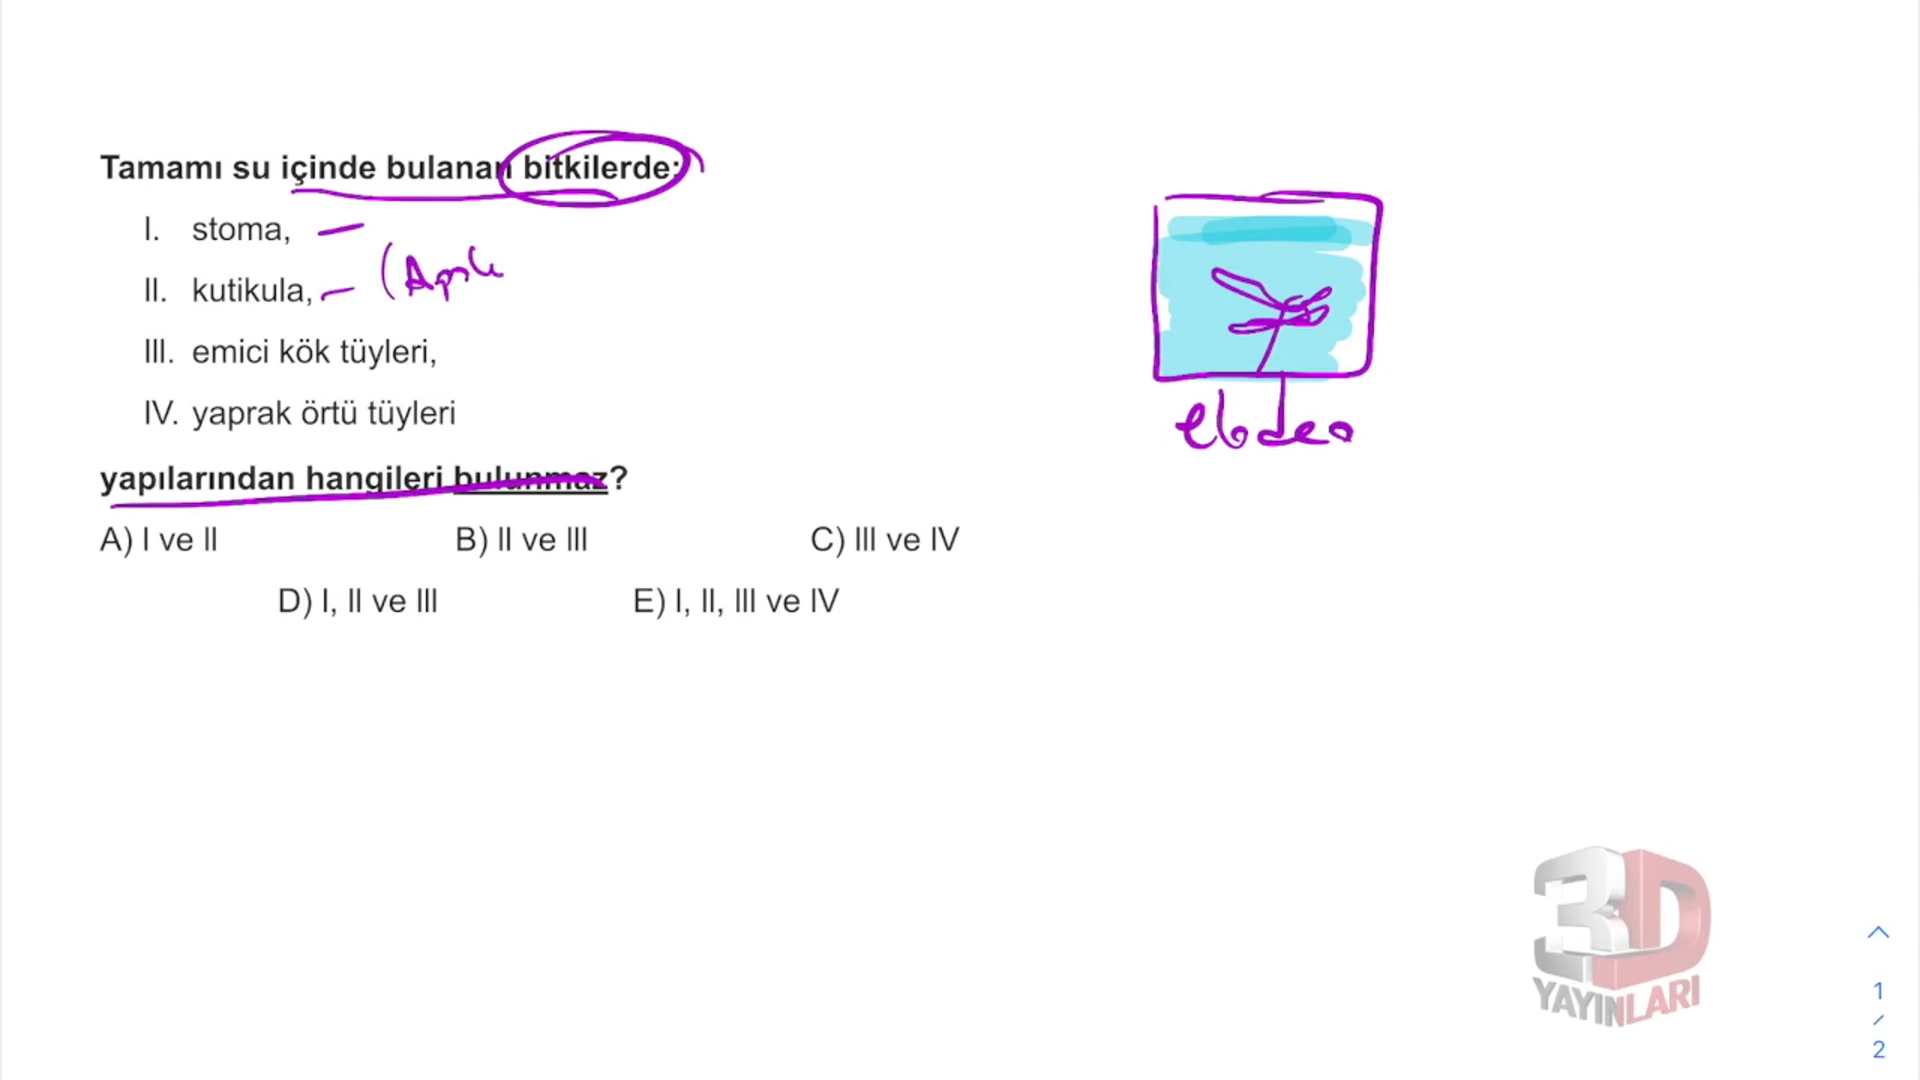 Tamamı su içinde bulanan bitkilerde;
I. stoma,
II. kutikula,
III. emici kök tüyleri,
IV. yaprak örtü tüyleri
yapılarından hangileri bulunmaz?
A) I ve II B) II ve III C) III ve IV
D) I, II ve III E) I, II, III ve IV
3D
YAYINLARI
1
/
2